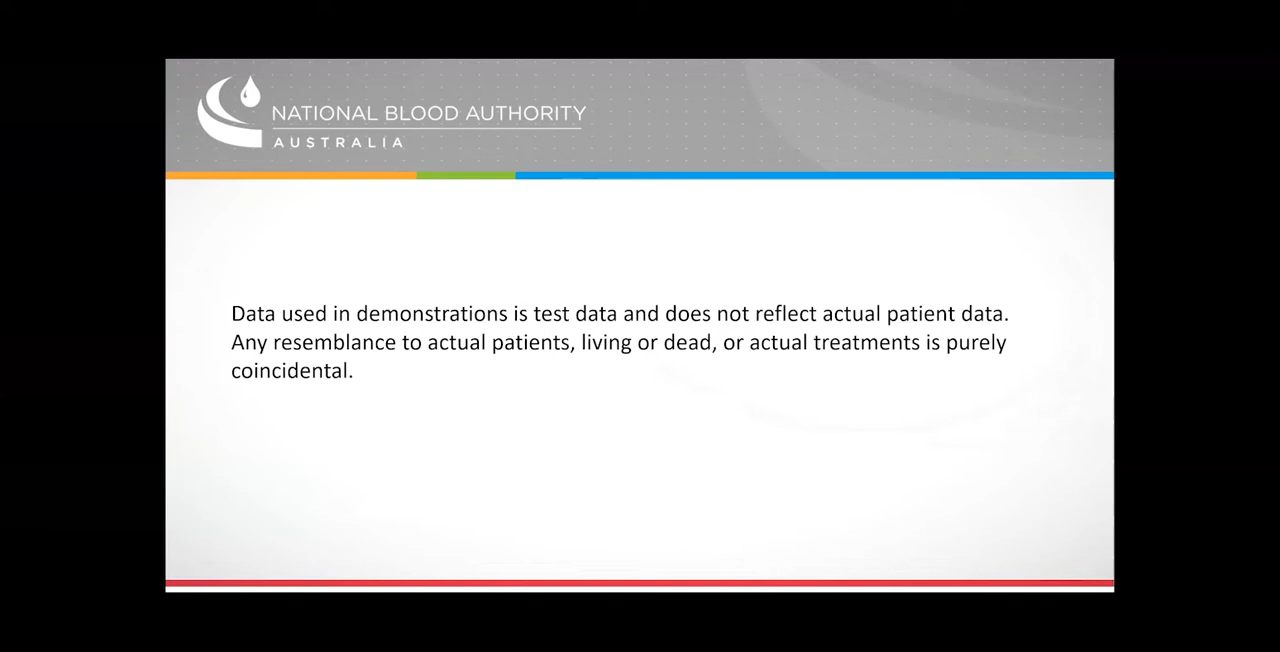 NATIONAL BLOOD AUTHORITY
AUSTRALIA
Data used in demonstrations is test data and does not reflect actual patient data.
Any resemblance to actual patients, living or dead, or actual treatments is purely
coincidental.